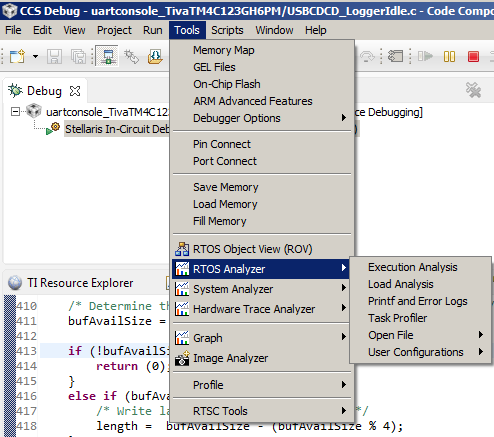 CCS Debug - uartconsole_TivaTM4C123GH6PM/USBCDCD_LoggerIdle.c - Code Compo
File Edit View Project Run Tools Scripts Window Help
Memory Map
GEL Files
On-Chip Flash
ARM Advanced Features
Debugger Options
Pin Connect
Port Connect
Save Memory
Load Memory
Fill Memory
RTOS Object View (ROV)
RTOS Analyzer
System Analyzer
Hardware Trace Analyzer
Graph
Image Analyzer
Profile
RTSC Tools
Execution Analysis
Load Analysis
Printf and Error Logs
Task Profiler
Open File
User Configurations
Debug
uartconsole_TivaTM4C12 ce Debugging]
Stellaris In-Circuit Deb )
TI Resource Explorer
410 /* Determine th
411 bufAvailSize =
412
413 if (!bufAvailSi
414 return (0);
415 }
416 else if (bufAva
417 /* Write la */
418 length = bufAvailSize - (bufAvailSize % 4);